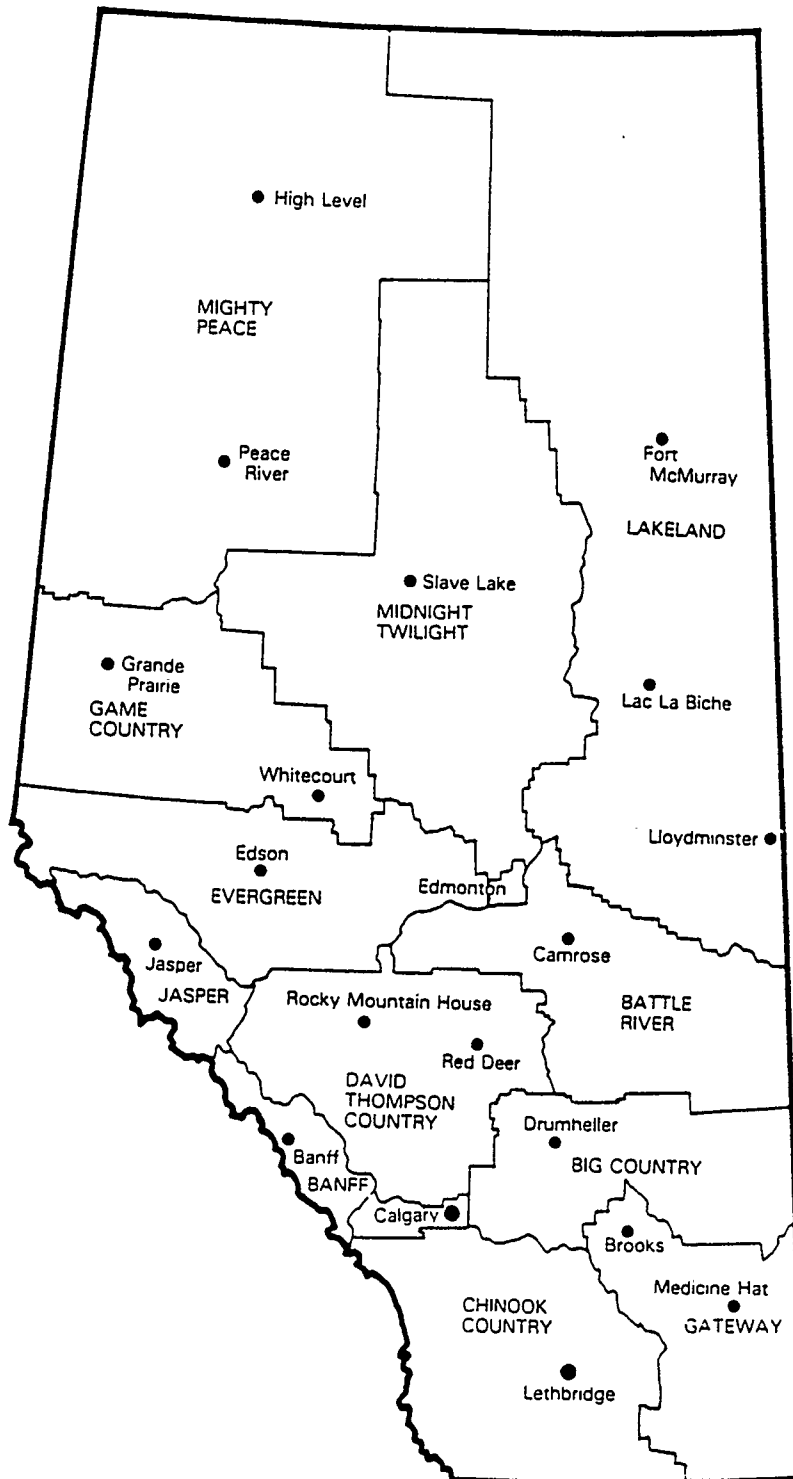 High Level
MIGHTY
PEACE
Peace
River
Fort
McMurray
LAKELAND
Slave Lake
MIDNIGHT
TWILIGHT
Grande
Prairie
GAME
COUNTRY
Lac La Biche
Whitecourt
Lloydminster
Edson
EVERGREEN
Edmonton
Camrose
Jasper
JASPER
Rocky Mountain House
BATTLE
RIVER
Red Deer
DAVID
THOMPSON
COUNTRY
Drumheller
BIG COUNTRY
Banff
BANFF
Calgary
Brooks
Medicine Hat
GATEWAY
CHINOOK
COUNTRY
Lethbridge